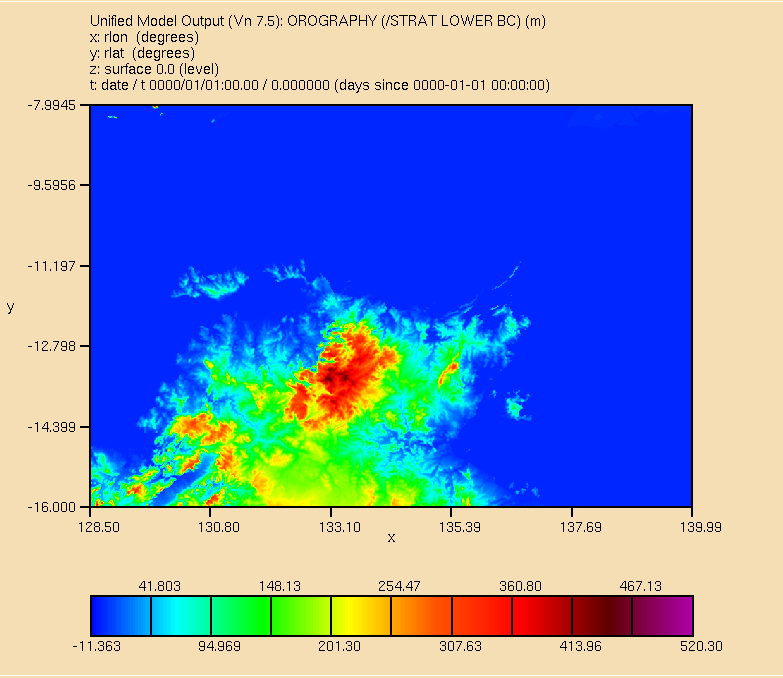 Unified Model Output (Vn 7.5): OROGRAPHY (/STRAT LOWER BC) (m)
x: rlon (degrees)
y: rlat (degrees)
z: surface 0.0 (level)
t: date / t 0000/01/01:00.00 / 0.000000 (days since 0000-01-01 00:00:00)
-7.9945
-9.5956
-11.197
y
-12.798
-14.399
-16.000
128.50 130.80 133.10 135.39 137.69 139.99
x
41.803 148.13 254.47 360.80 467.13
-11.363 94.969 201.30 307.63 413.96 520.30